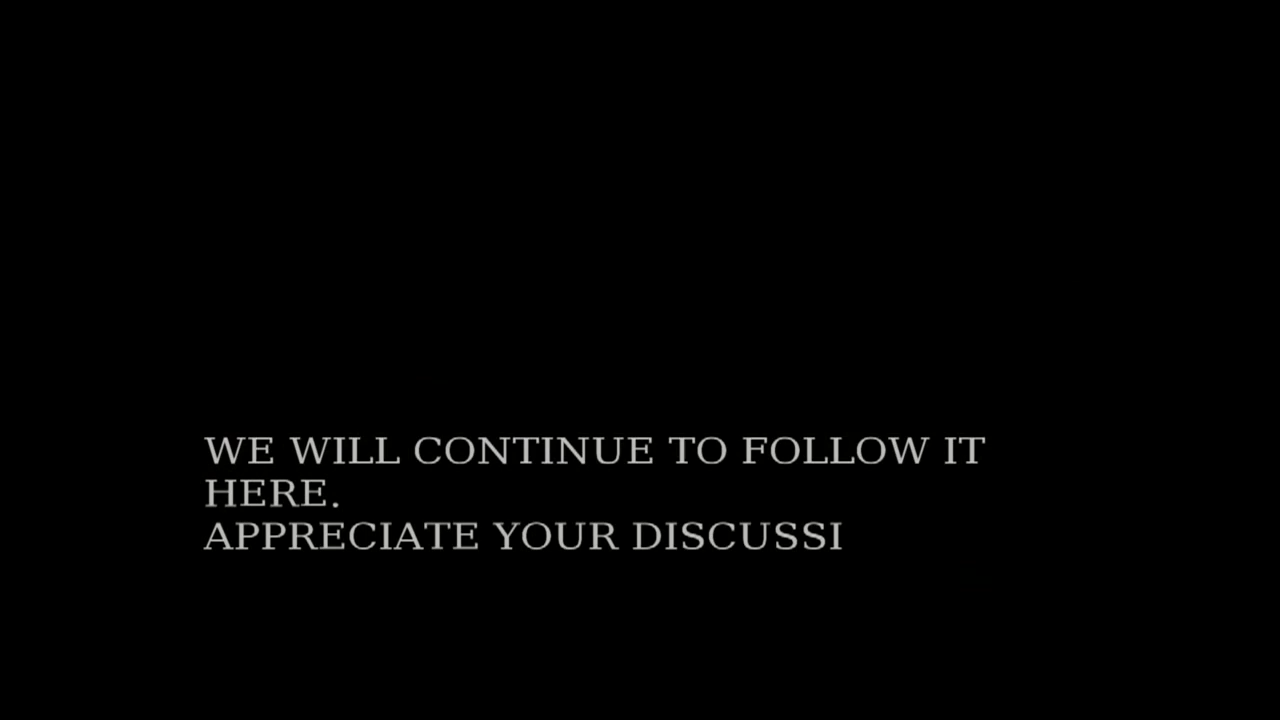 WE WILL CONTINUE TO FOLLOW IT
HERE.
APPRECIATE YOUR DISCUSSI